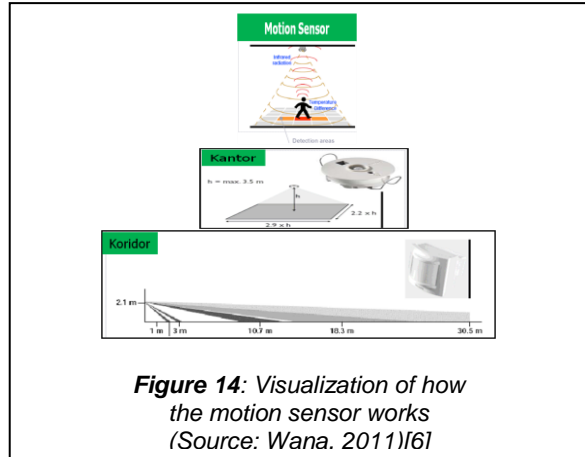 Motion Sensor
Infrared
radiation
Temperature
Difference
Detection areas
Kantor
h = max. 3.5 m
h
2.2 x h
2.9 x h
Koridor
2.1 m
1 m 3 m 10.7 m 18.3 m 30.5 m
Figure 14: Visualization of how
the motion sensor works
(Source: Wana, 2011)[6]